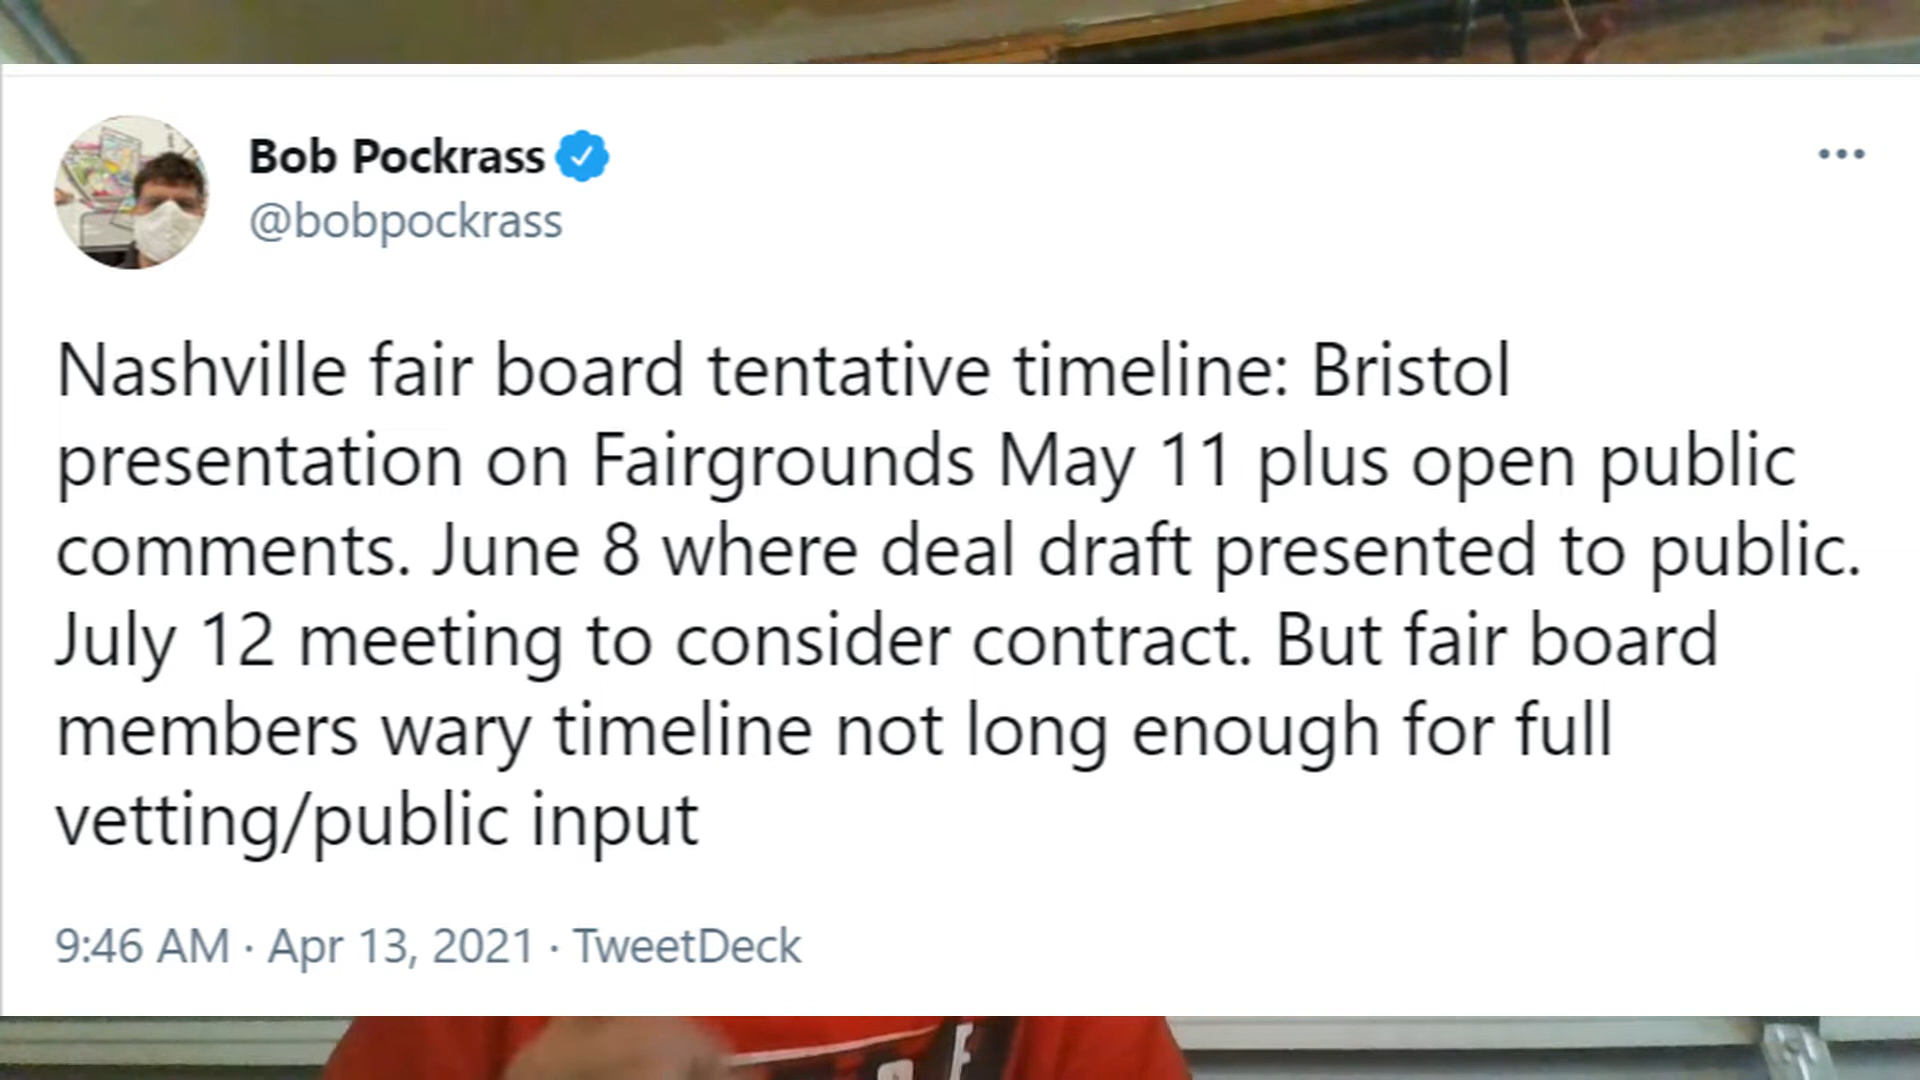 Bob Pockrass
@bobpockrass
Nashville fair board tentative timeline: Bristol
presentation on Fairgrounds May 11 plus open public
comments. June 8 where deal draft presented to public.
July 12 meeting to consider contract. But fair board
members wary timeline not long enough for full
vetting/public input
9:46 AM · Apr 13, 2021 · TweetDeck